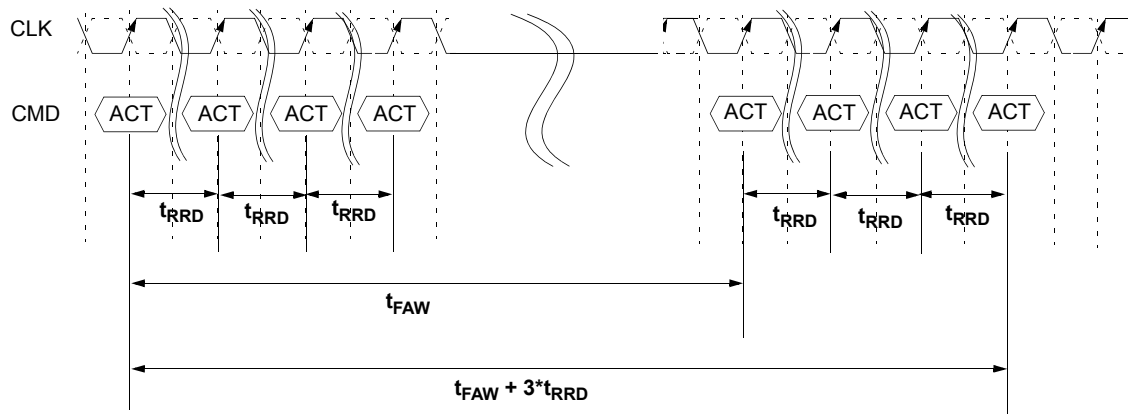 CLK
CMD
ACT ACT ACT ACT ACT ACT ACT ACT
tRRD tRRD tRRD tRRD tRRD tRRD
tFAW
tFAW + 3*tRRD